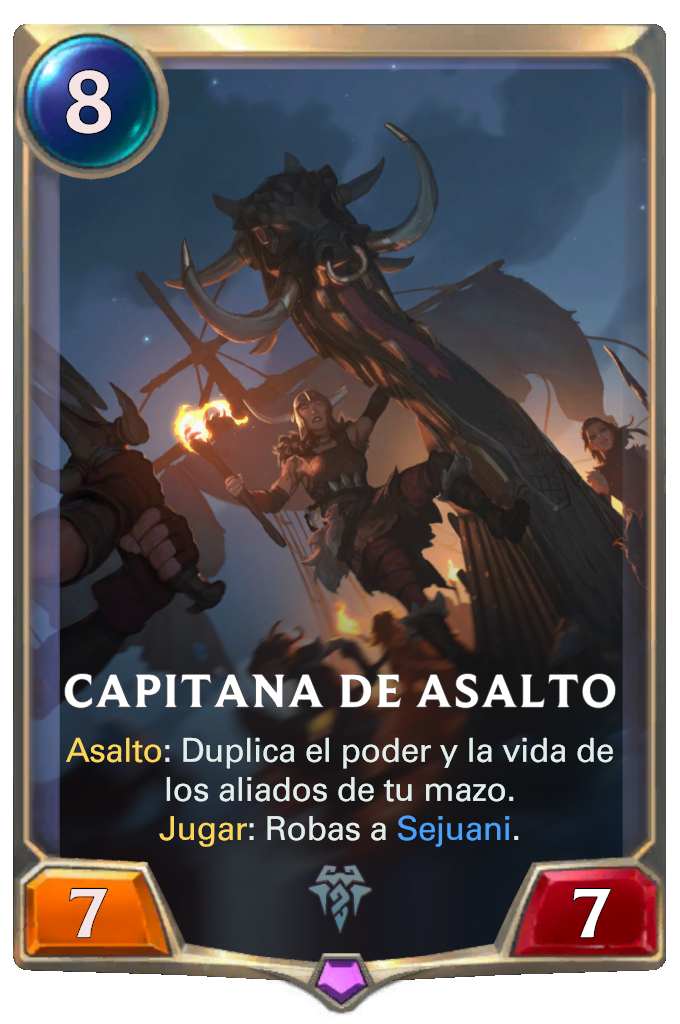 8
CAPITANA DE ASALTO
Asalto: Duplica el poder y la vida de
los aliados de tu mazo.
Jugar: Robas a Sejuani.
7 7